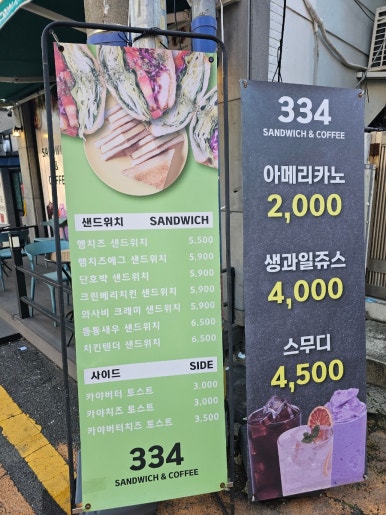 샌드위치 SANDWICH
햄치즈 샌드위치 5,500
햄치즈에그 샌드위치 5,900
단호박 샌드위치 5,900
크린베리치킨 샌드위치 5,900
와사비 크레미 샌드위치 5,900
통통새우 샌드위치 6,500
치킨텐더 샌드위치 6,500
사이드 SIDE
카야버터 토스트 3,000
카야치즈 토스트 3,000
카야버터치즈 토스트 3,500
334
SANDWICH & COFFEE
334
SANDWICH & COFFEE
아메리카노
2,000
생과일쥬스
4,000
스무디
4,500